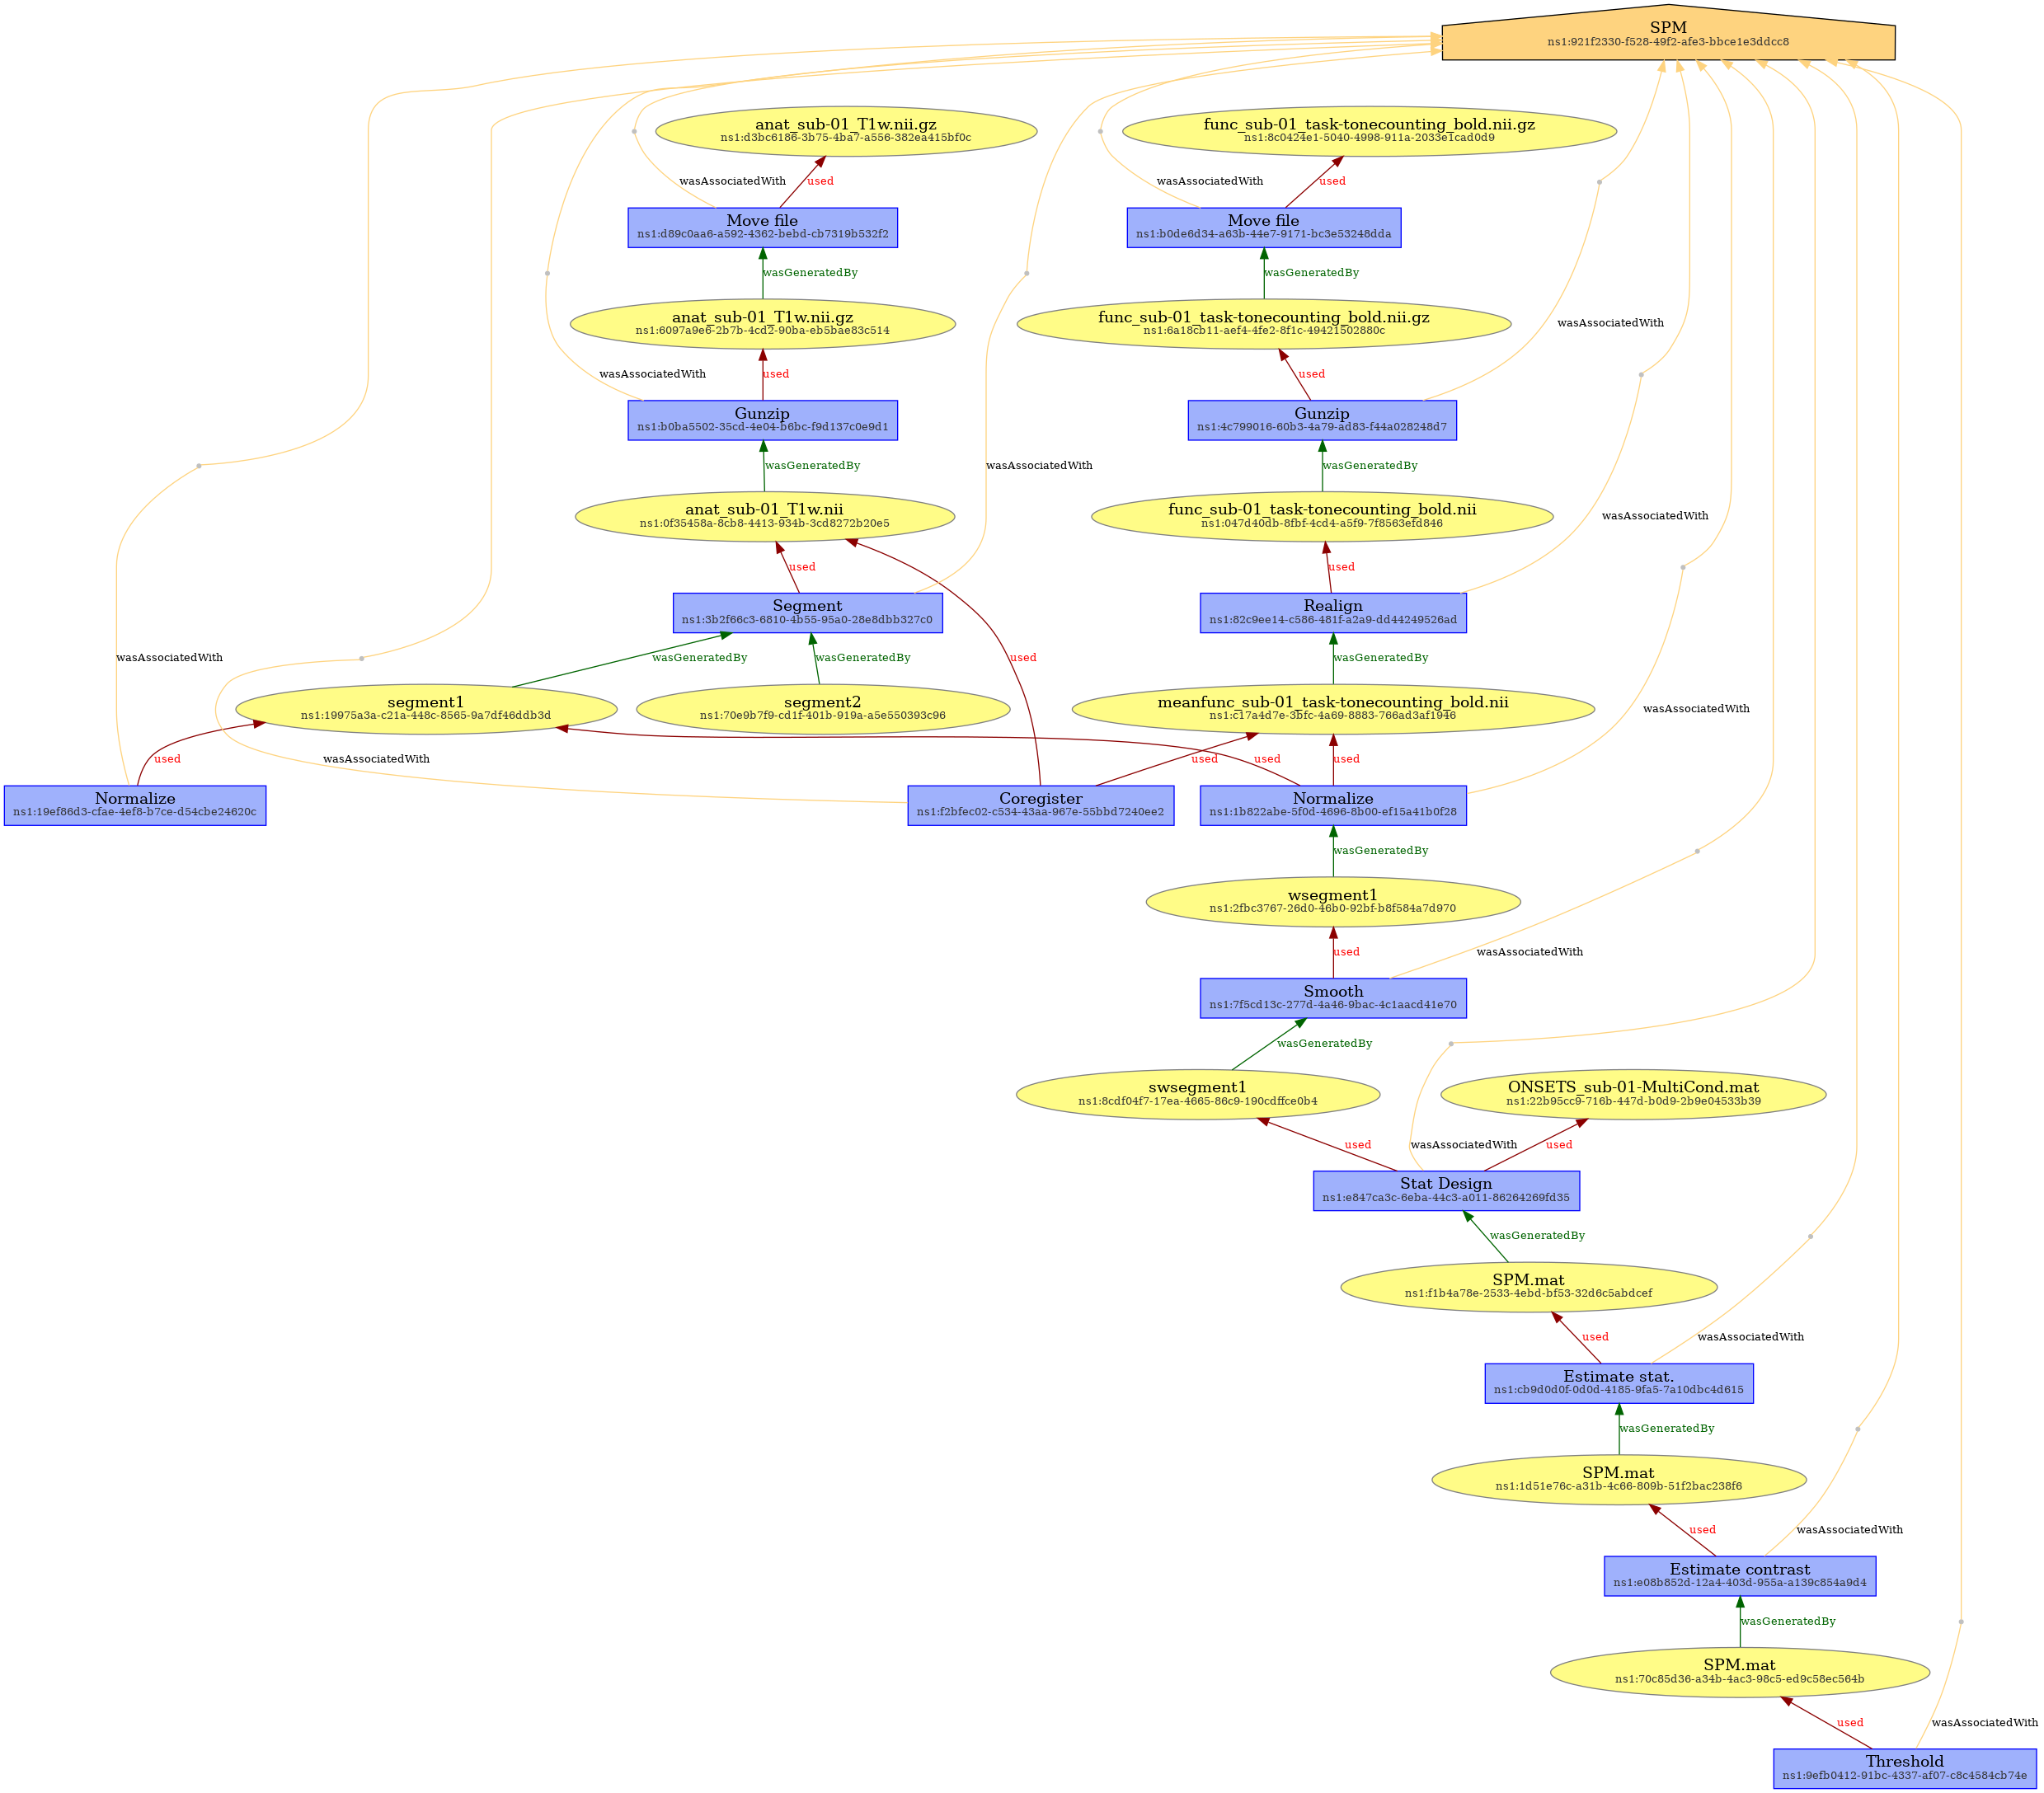 SPM
ns1:921f2330-f528-49f2-afe3-bbce1e3ddcc8
anat_sub-01_T1w.nii.gz
ns1:d3bc6186-3b75-4ba7-a556-382ea415bf0c
func_sub-01_task-tonecounting_bold.nii.gz
ns1:8c0424e1-5040-4998-911a-2033e1cad0d9
wasAssociatedWith
used
wasAssociatedWith
used
Move file
ns1:d89c0aa6-a592-4362-bebd-cb7319b532f2
Move file
ns1:b0de6d34-a63b-44e7-9171-bc3e53248dda
wasGeneratedBy
wasGeneratedBy
anat_sub-01_T1w.nii.gz
ns1:6097a9e6-2b7b-4cd2-90ba-eb5bae83c514
func_sub-01_task-tonecounting_bold.nii.gz
ns1:6a18cb11-aef4-4fe2-8f1c-49421502880c
wasAssociatedWith
wasAssociatedWith
used
used
Gunzip
ns1:b0ba5502-35cd-4e04-b6bc-f9d137c0e9d1
Gunzip
ns1:4c799016-60b3-4a79-ad83-f44a028248d7
wasGeneratedBy
wasAssociatedWith
wasGeneratedBy
anat_sub-01_T1w.nii
ns1:0f35458a-8cb8-4413-934b-3cd8272b20e5
func_sub-01_task-tonecounting_bold.nii
ns1:047d40db-8fbf-4cd4-a5f9-7f8563efd846
wasAssociatedWith
used
used
Segment
ns1:3b2f66c3-6810-4b55-95a0-28e8dbb327c0
Realign
ns1:82c9ee14-c586-481f-a2a9-dd44249526ad
wasAssociatedWith
wasGeneratedBy
wasGeneratedBy
used
wasGeneratedBy
segment1
ns1:19975a3a-c21a-448c-8565-9a7df46ddb3d
segment2
ns1:70e9b7f9-cd1f-401b-919a-a5e550393c96
meanfunc_sub-01_task-tonecounting_bold.nii
ns1:c17a4d7e-3bfc-4a69-8883-766ad3af1946
wasAssociatedWith
used
wasAssociatedWith
used
used
used
Normalize
ns1:19ef86d3-cfae-4ef8-b7ce-d54cbe24620c
Coregister
ns1:f2bfec02-c534-43aa-967e-55bbd7240ee2
Normalize
ns1:1b822abe-5f0d-4696-8b00-ef15a41b0f28
wasGeneratedBy
wsegment1
ns1:2fbc3767-26d0-46b0-92bf-b8f584a7d970
used
wasAssociatedWith
Smooth
ns1:7f5cd13c-277d-4a46-9bac-4c1aacd41e70
wasGeneratedBy
swsegment1
ns1:8cdf04f7-17ea-4665-86c9-190cdffce0b4
ONSETS_sub-01-MultiCond.mat
ns1:22b95cc9-716b-447d-b0d9-2b9e04533b39
used
wasAssociatedWith
used
Stat Design
ns1:e847ca3c-6eba-44c3-a011-86264269fd35
wasGeneratedBy
SPM.mat
ns1:f1b4a78e-2533-4ebd-bf53-32d6c5abdcef
used
wasAssociatedWith
Estimate stat.
ns1:cb9d0d0f-0d0d-4185-9fa5-7a10dbc4d615
wasGeneratedBy
SPM.mat
ns1:1d51e76c-a31b-4c66-809b-51f2bac238f6
used
wasAssociatedWith
Estimate contrast
ns1:e08b852d-12a4-403d-955a-a139c854a9d4
wasGeneratedBy
SPM.mat
ns1:70c85d36-a34b-4ac3-98c5-ed9c58ec564b
used
wasAssociatedWith
Threshold
ns1:9efb0412-91bc-4337-af07-c8c4584cb74e